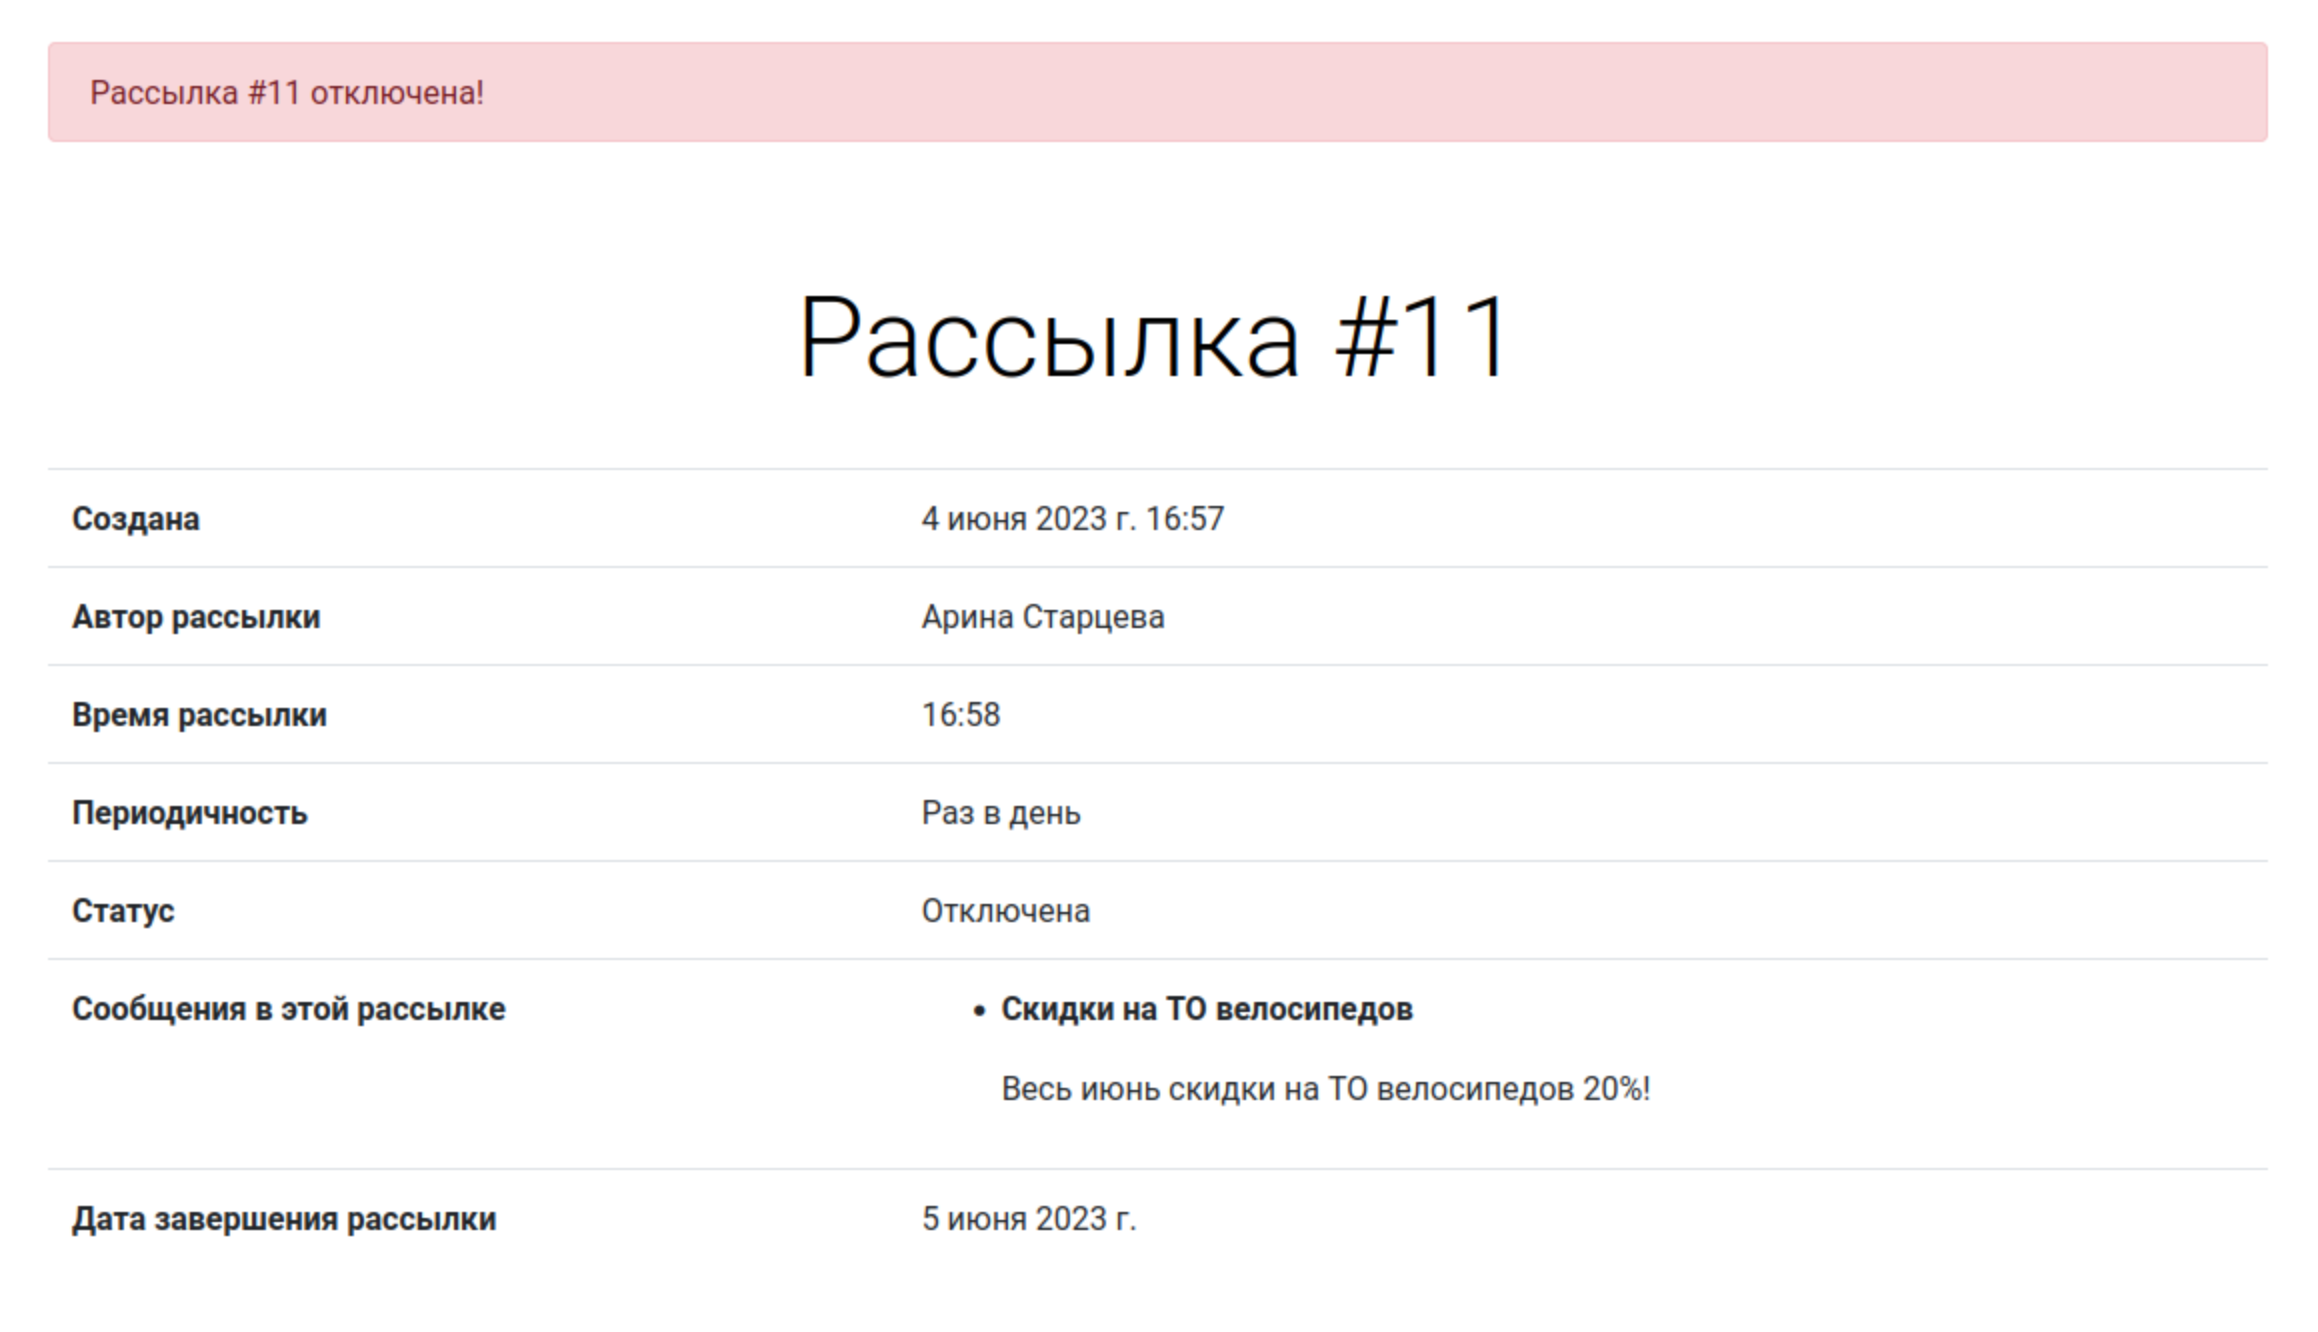 Рассылка #11 отключена!
Рассылка #11
Создана 4 июня 2023 г. 16:57
Автор рассылки Арина Старцева
Время рассылки 16:58
Периодичность Раз в день
Статус Отключена
Сообщения в этой рассылке • Скидки на ТО велосипедов
Весь июнь скидки на ТО велосипедов 20%!
Дата завершения рассылки 5 июня 2023 г.